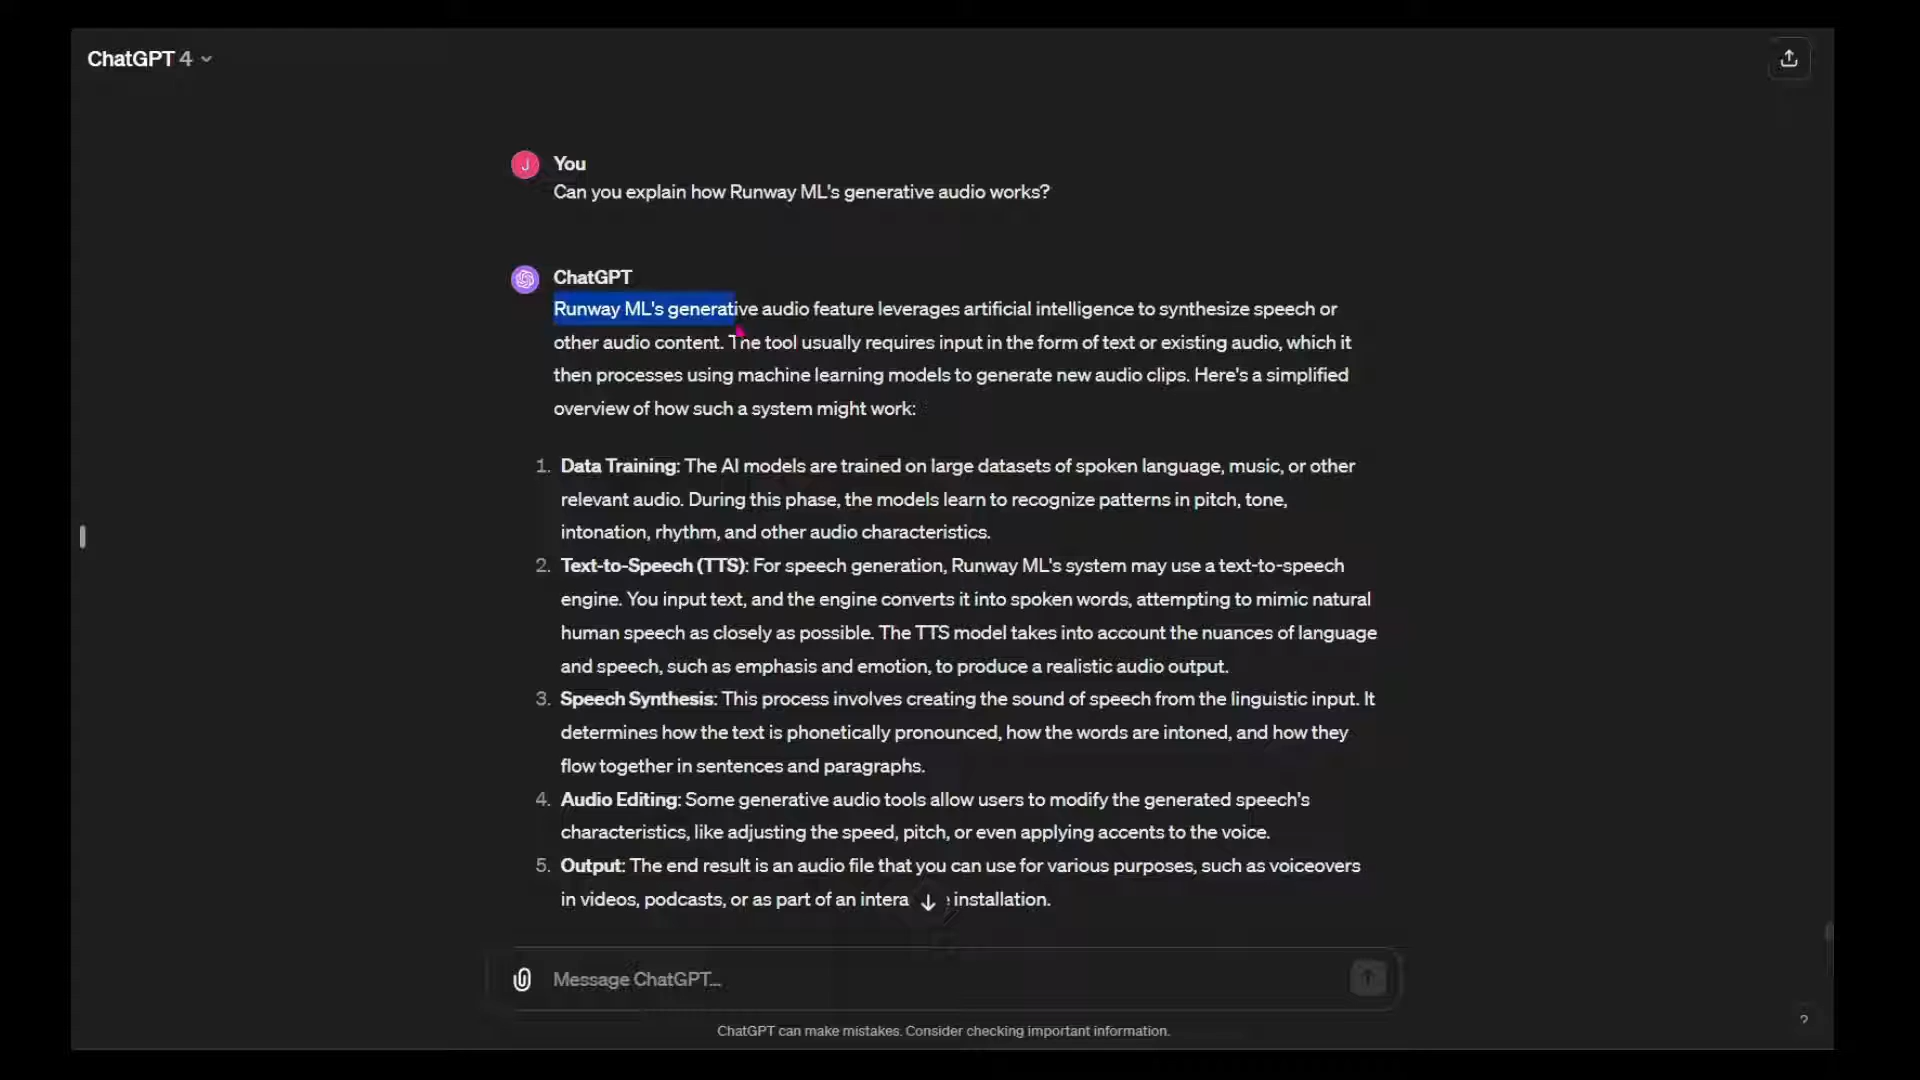 ChatGPT 4
J
You
Can you explain how Runway ML's generative audio works?
ChatGPT
Runway ML's generative audio feature leverages artificial intelligence to synthesize speech or
other audio content. The tool usually requires input in the form of text or existing audio, which it
then processes using machine learning models to generate new audio clips. Here's a simplified
overview of how such a system might work:
1. Data Training: The AI models are trained on large datasets of spoken language, music, or other
relevant audio. During this phase, the models learn to recognize patterns in pitch, tone,
intonation, rhythm, and other audio characteristics.
2. Text-to-Speech (TTS): For speech generation, Runway ML's system may use a text-to-speech
engine. You input text, and the engine converts it into spoken words, attempting to mimic natural
human speech as closely as possible. The TTS model takes into account the nuances of language
and speech, such as emphasis and emotion, to produce a realistic audio output.
3. Speech Synthesis: This process involves creating the sound of speech from the linguistic input. It
determines how the text is phonetically pronounced, how the words are intoned, and how they
flow together in sentences and paragraphs.
4. Audio Editing: Some generative audio tools allow users to modify the generated speech's
characteristics, like adjusting the speed, pitch, or even applying accents to the voice.
5. Output: The end result is an audio file that you can use for various purposes, such as voiceovers
in videos, podcasts, or as part of an intera installation.
Message ChatGPT...
ChatGPT can make mistakes. Consider checking important information.
?